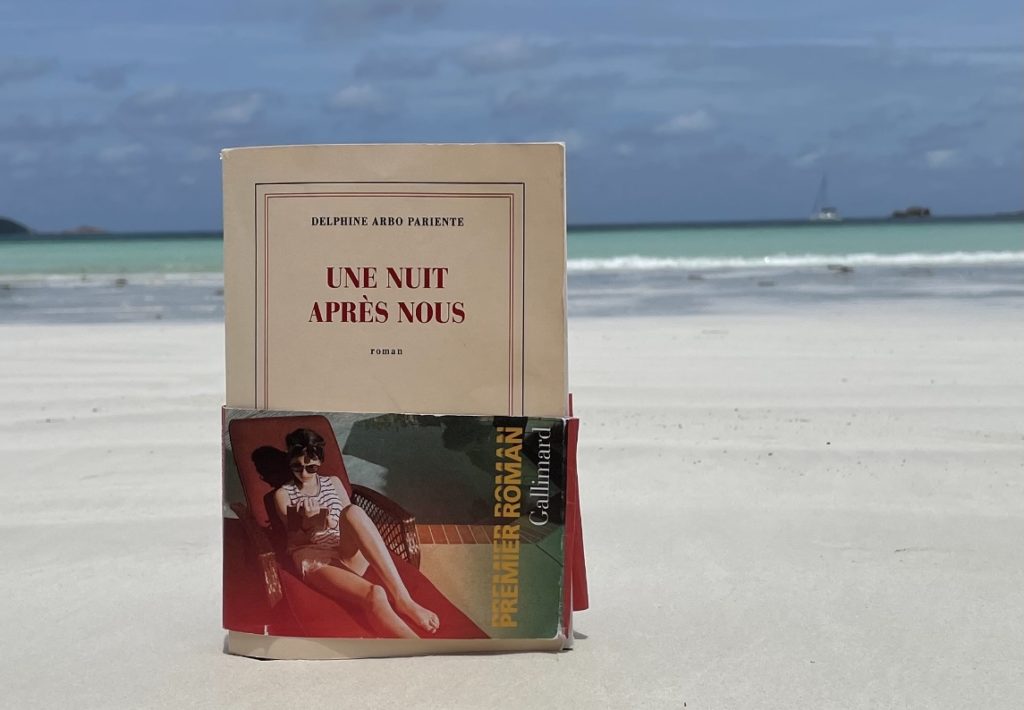 DELPHINE ARBO PARIENTE
UNE NUIT
APRÈS NOUS
roman
PREMIER ROMAN
Gallimard